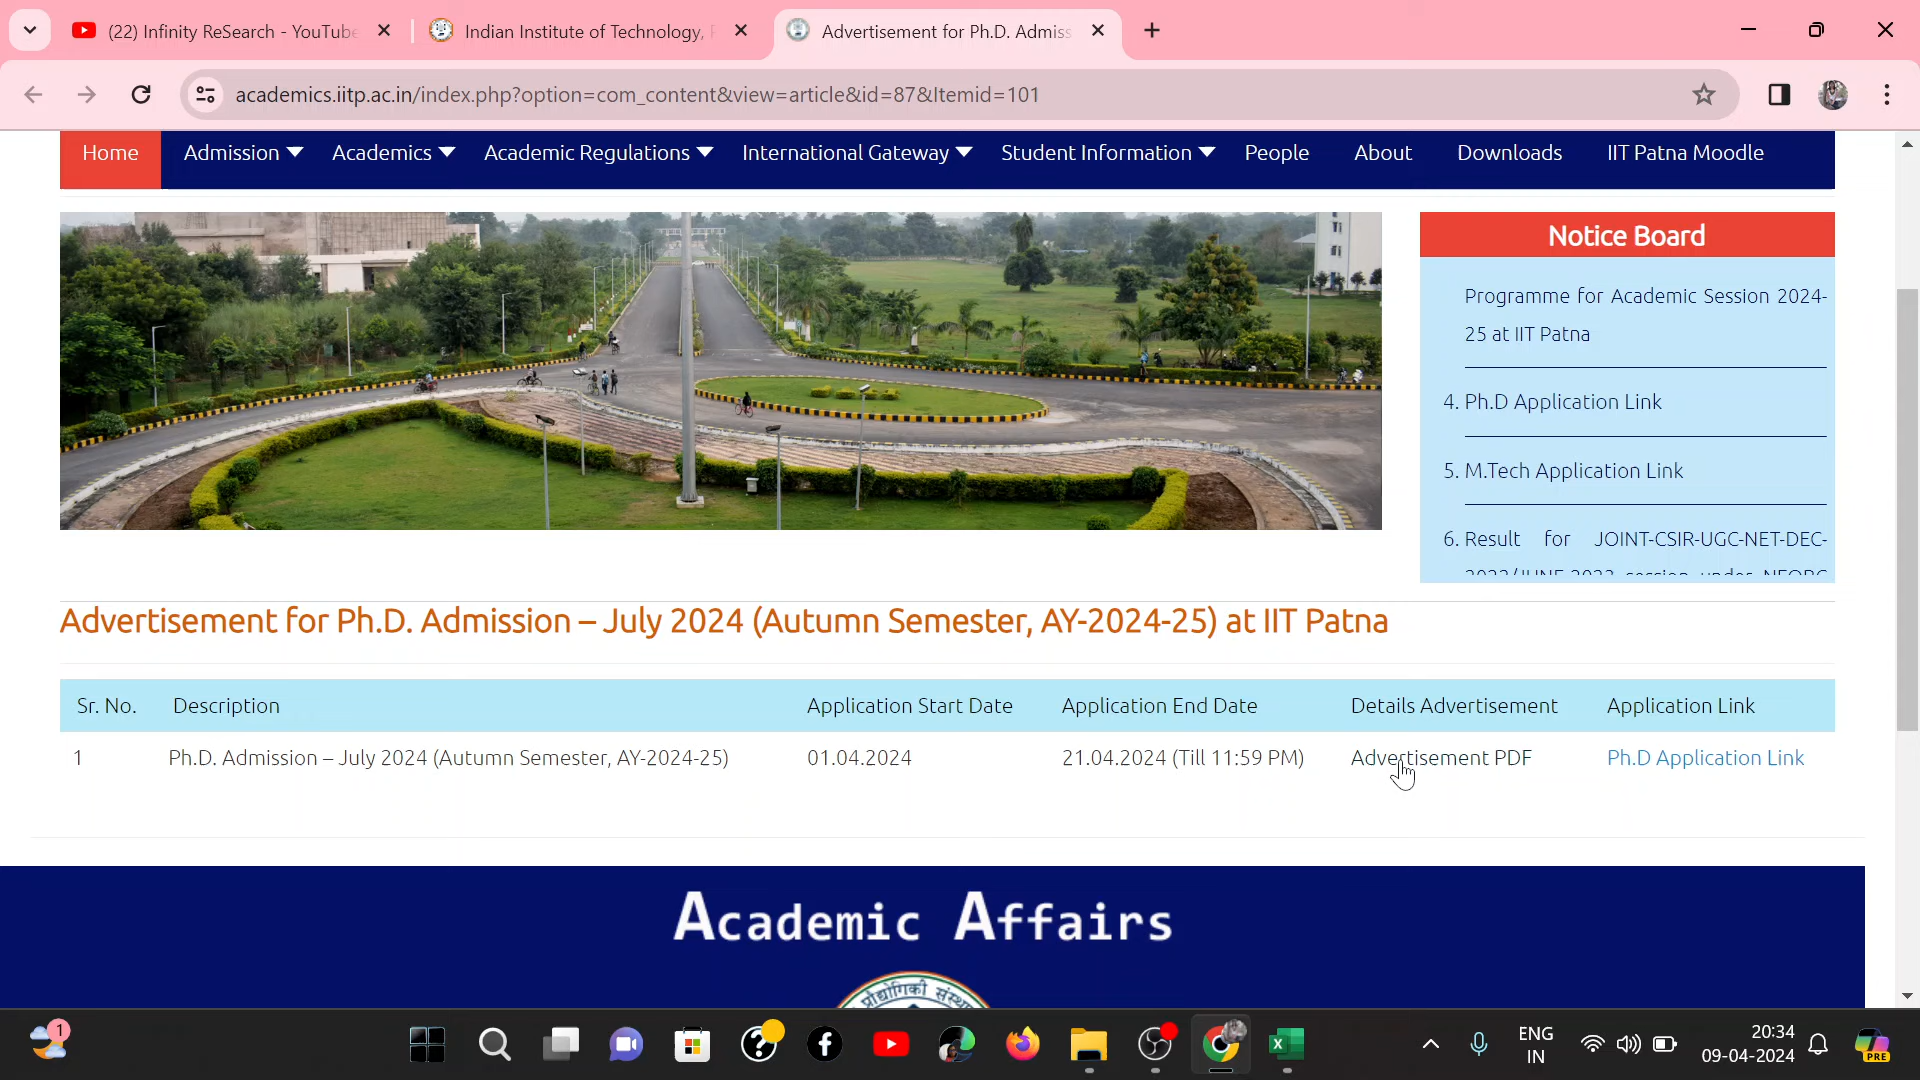 (22) Infinity ReSearch - YouTube
Indian Institute of Technology,
Advertisement for Ph.D. Admiss
academics.iitp.ac.in/index.php?option=com_content&view=article&id=87&Itemid=101
Home Admission Academics Academic Regulations International Gateway Student Information People About Downloads IIT Patna Moodle
Notice Board
Programme for Academic Session 2024-
25 at IIT Patna
4. Ph.D Application Link
5. M.Tech Application Link
6. Result for JOINT-CSIR-UGC-NET-DEC-
Advertisement for Ph.D. Admission – July 2024 (Autumn Semester, AY-2024-25) at IIT Patna
Sr. No. Description Application Start Date Application End Date Details Advertisement Application Link
1 Ph.D. Admission – July 2024 (Autumn Semester, AY-2024-25) 01.04.2024 21.04.2024 (Till 11:59 PM) Advertisement PDF Ph.D Application Link
Academic Affairs
प्रौद्योगिकी संस्थान
1
ENG
IN
20:34
09-04-2024
PRE